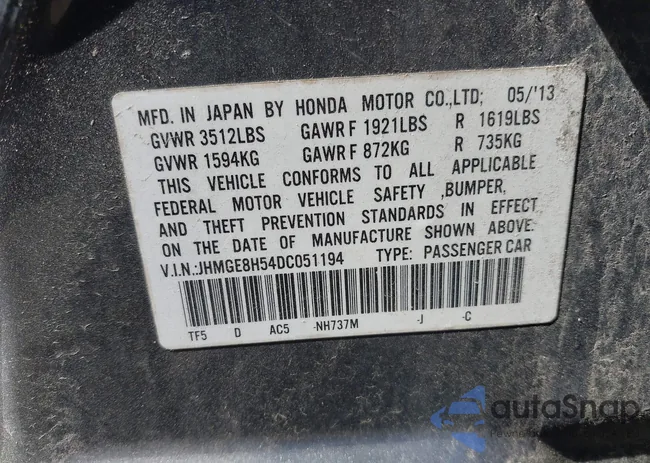 MFD. IN JAPAN BY HONDA MOTOR CO.,LTD; 05/'13
GVWR 3512LBS GAWR F 1921LBS R 1619LBS
GVWR 1594KG GAWR F 872KG R 735KG
THIS VEHICLE CONFORMS TO ALL APPLICABLE
FEDERAL MOTOR VEHICLE SAFETY ,BUMPER,
AND THEFT PREVENTION STANDARDS IN EFFECT
ON THE DATE OF MANUFACTURE SHOWN ABOVE.
V.I.N.:JHMGE8H54DC051194 TYPE: PASSENGER CAR
TF5 D AC5 -NH737M -J -C
autoSnap
Powered by